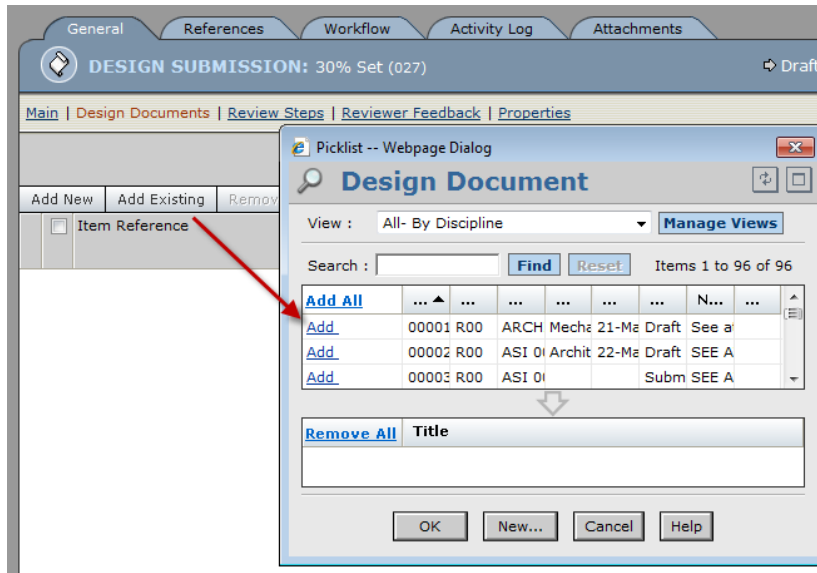 General References Workflow Activity Log Attachments
DESIGN SUBMISSION: 30% Set (027) Draft
Main | Design Documents | Review Steps | Reviewer Feedback | Properties
Picklist -- Webpage Dialog
Design Document
Add New Add Existing Remov
View : All- By Discipline Manage Views
Item Reference
Search : Find Reset Items 1 to 96 of 96
Add All ... ... ... ... ... ... N... ...
Add 00001 R00 ARCH Mecha 21-Ma Draft See a
Add 00002 R00 ASI 0 Archit 22-Ma Draft SEE A
Add 00003 R00 ASI 0 Subm SEE A
Remove All Title
OK New... Cancel Help